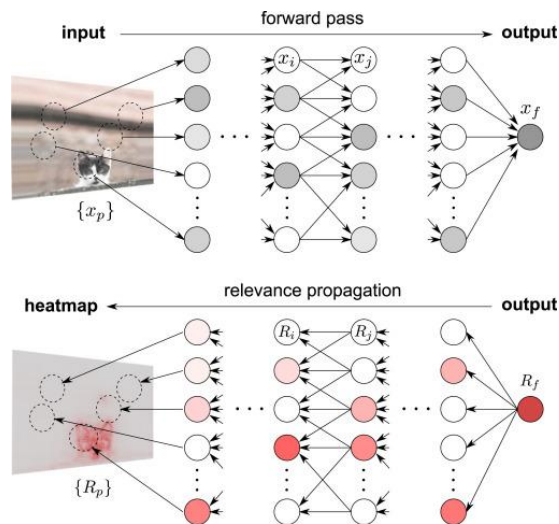 forward pass
input
output
x_i
x_j
x_f
{x_p}
relevance propagation
heatmap
output
R_i
R_j
R_f
{R_p}